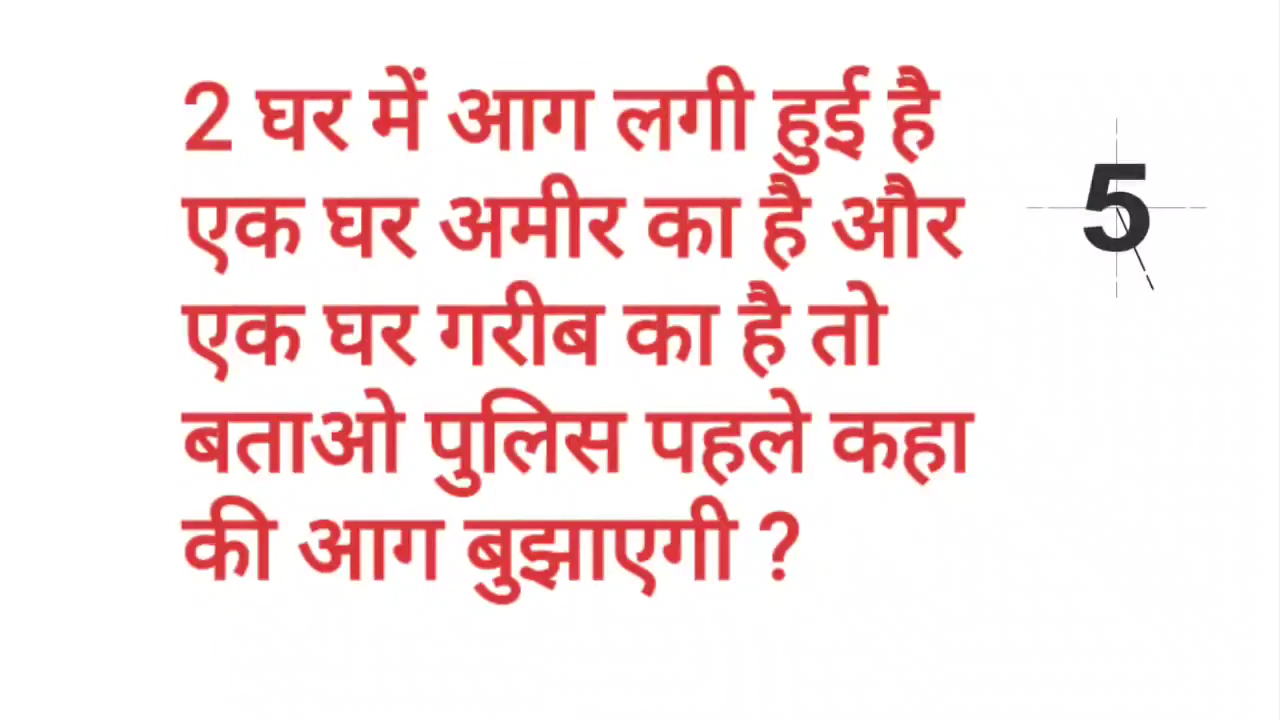 2 घर में आग लगी हुई है
एक घर अमीर का है और
एक घर गरीब का है तो
बताओ पुलिस पहले कहा
की आग बुझाएगी ?
5